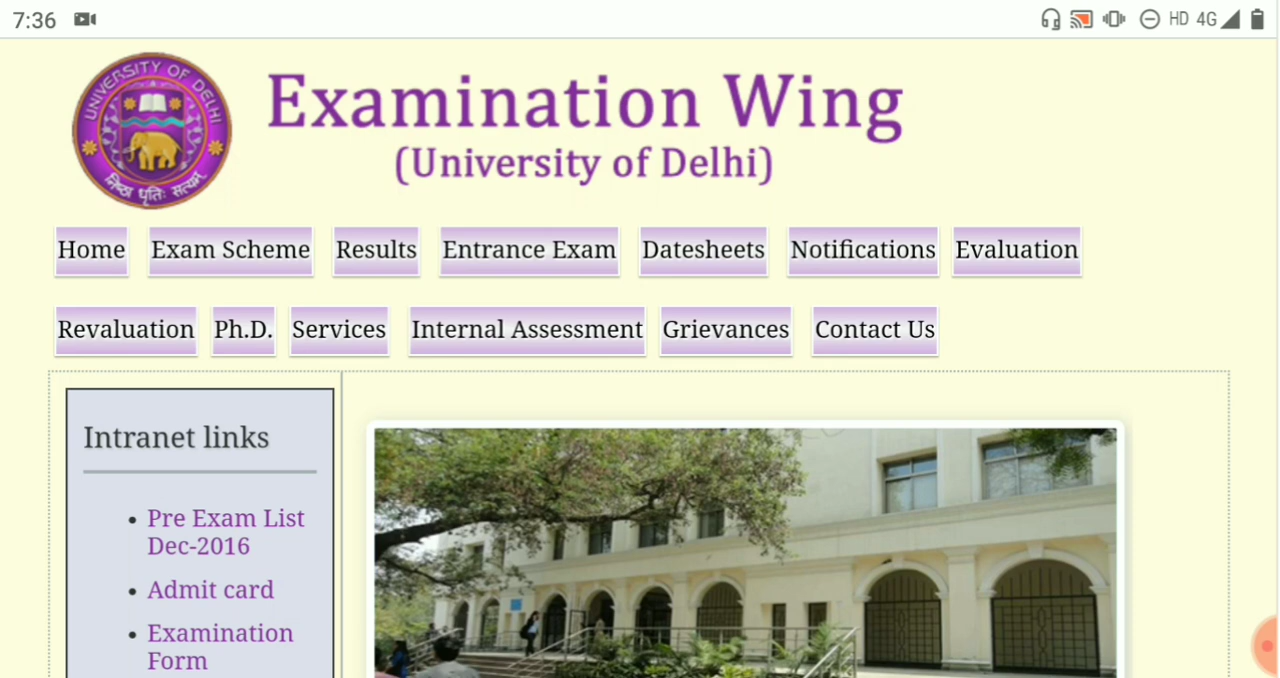 7:36
HD 4G
UNIVERSITY OF DELHI
निष्ठा धृतिः सत्यम्
Examination Wing
(University of Delhi)
Home Exam Scheme Results Entrance Exam Datesheets Notifications Evaluation
Revaluation Ph.D. Services Internal Assessment Grievances Contact Us
Intranet links
Pre Exam List
Dec-2016
Admit card
Examination
Form